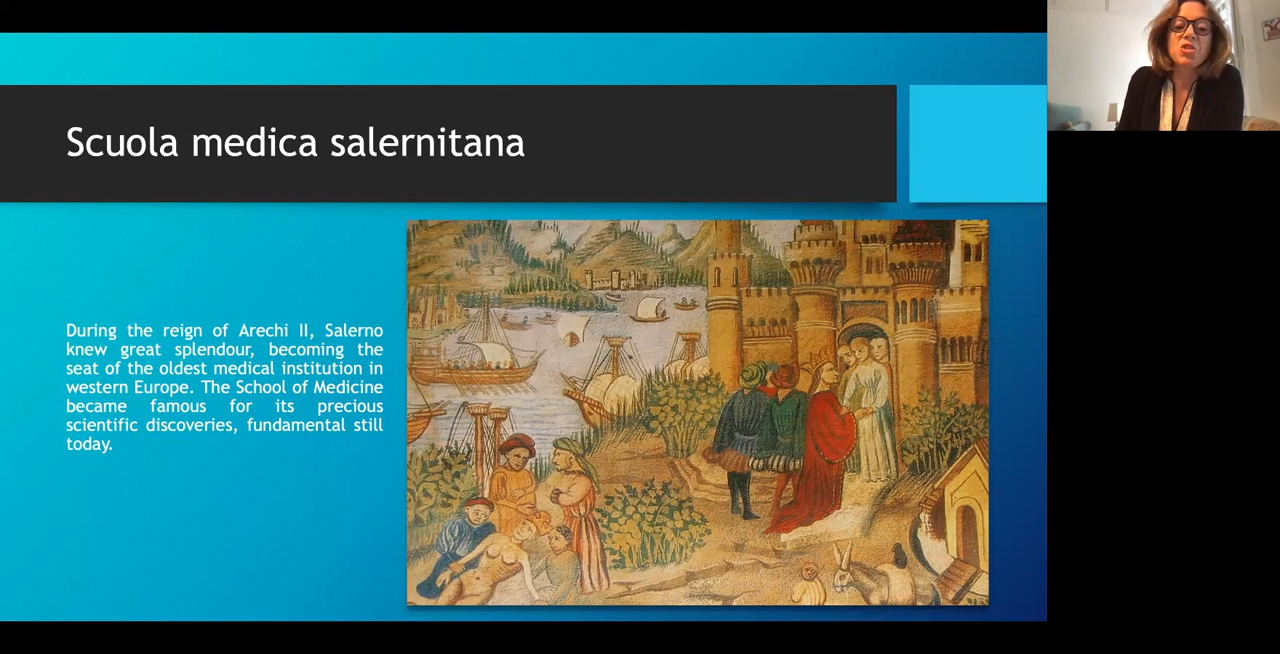 Scuola medica salernitana
During the reign of Arechi II, Salerno
knew great splendour, becoming the
seat of the oldest medical institution in
western Europe. The School of Medicine
became famous for its precious
scientific discoveries, fundamental still
today.